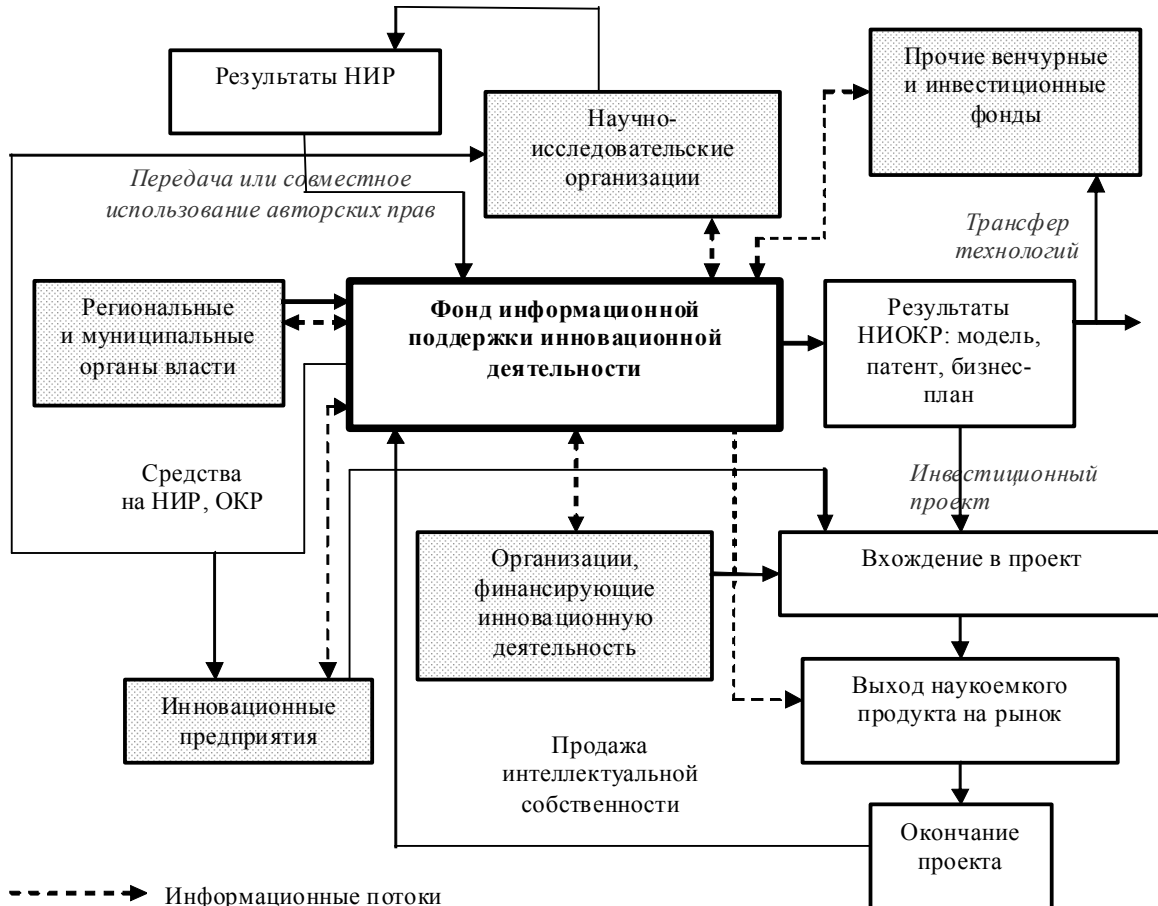 Результаты НИР
Научно-
исследовательские
организации
Прочие венчурные
и инвестиционные
фонды
Передача или совместное
использование авторских прав
Трансфер
технологий
Региональные
и муниципальные
органы власти
Фонд информационной
поддержки инновационной
деятельности
Результаты
НИОКР: модель,
патент, бизнес-
план
Средства
на НИР, ОКР
Инвестиционный
проект
Организации,
финансирующие
инновационную
деятельность
Вхождение в проект
Инновационные
предприятия
Выход наукоемкого
продукта на рынок
Продажа
интеллектуальной
собственности
Окончание
проекта
Информационные потоки